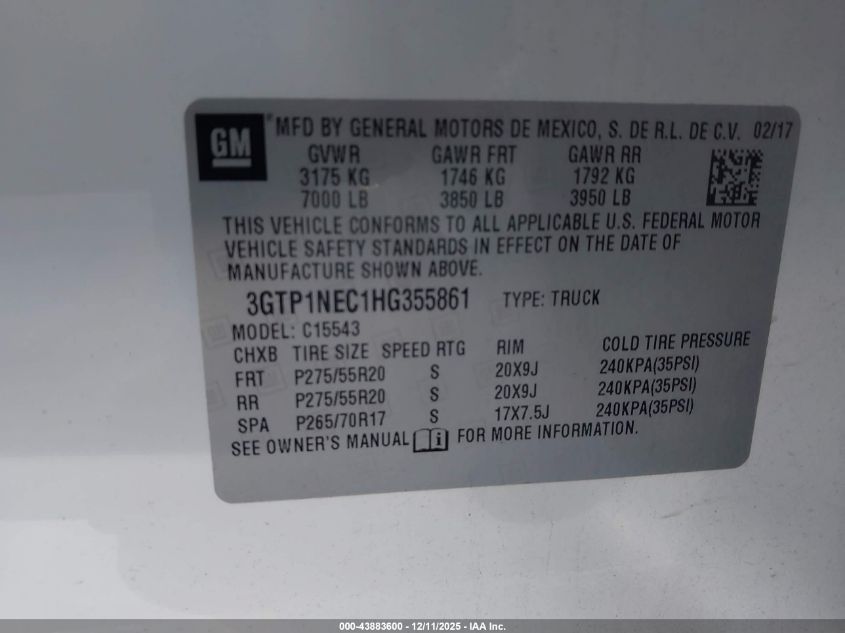 GM ® MFD BY GENERAL MOTORS DE MEXICO, S. DE R.L. DE C.V. 02/17
GVWR GAWR FRT GAWR RR
3175 KG 1746 KG 1792 KG
7000 LB 3850 LB 3950 LB
THIS VEHICLE CONFORMS TO ALL APPLICABLE U.S. FEDERAL MOTOR
VEHICLE SAFETY STANDARDS IN EFFECT ON THE DATE OF
MANUFACTURE SHOWN ABOVE.
3GTP1NEC1HG355861 TYPE: TRUCK
MODEL: C15543
CHXB TIRE SIZE SPEED RTG RIM COLD TIRE PRESSURE
FRT P275/55R20 S 20X9J 240KPA(35PSI)
RR P275/55R20 S 20X9J 240KPA(35PSI)
SPA P265/70R17 S 17X7.5J 240KPA(35PSI)
SEE OWNER'S MANUAL i FOR MORE INFORMATION.
000-43883600 - 12/11/2025 - IAA Inc.